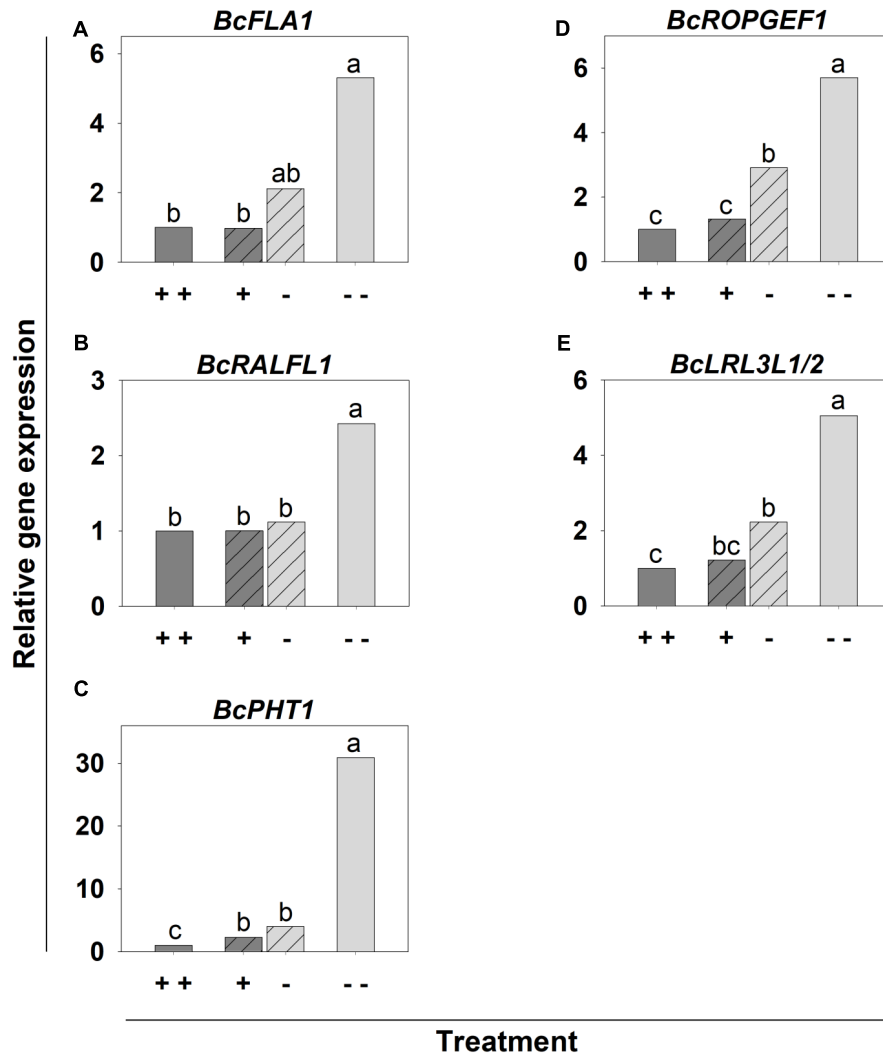 A
BcFLA1
6
4
2
0
b
b
ab
a
+ +
+
-
- -
B
BcRALFL1
3
2
1
0
b
b
b
a
+ +
+
-
- -
C
BcPHT1
30
20
10
0
c
b
b
a
+ +
+
-
- -
D
BcROPGEF1
6
4
2
0
c
c
b
a
+ +
+
-
- -
E
BcLRL3L1/2
6
4
2
0
c
bc
b
a
+ +
+
-
- -
Relative gene expression
Treatment